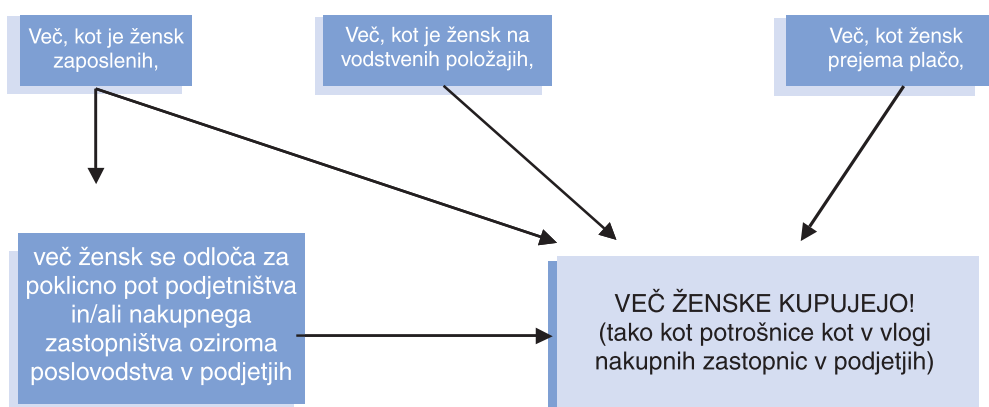 Več, kot je žensk
zaposlenih,
Več, kot je žensk na
vodstvenih položajih,
Več, kot žensk
prejema plačo,
več žensk se odloča za
poklicno pot podjetništva
in/ali nakupnega
zastopništva oziroma
poslovodstva v podjetjih
VEČ ŽENSKE KUPUJEJO!
(tako kot potrošnice kot v vlogi
nakupnih zastopnic v podjetjih)